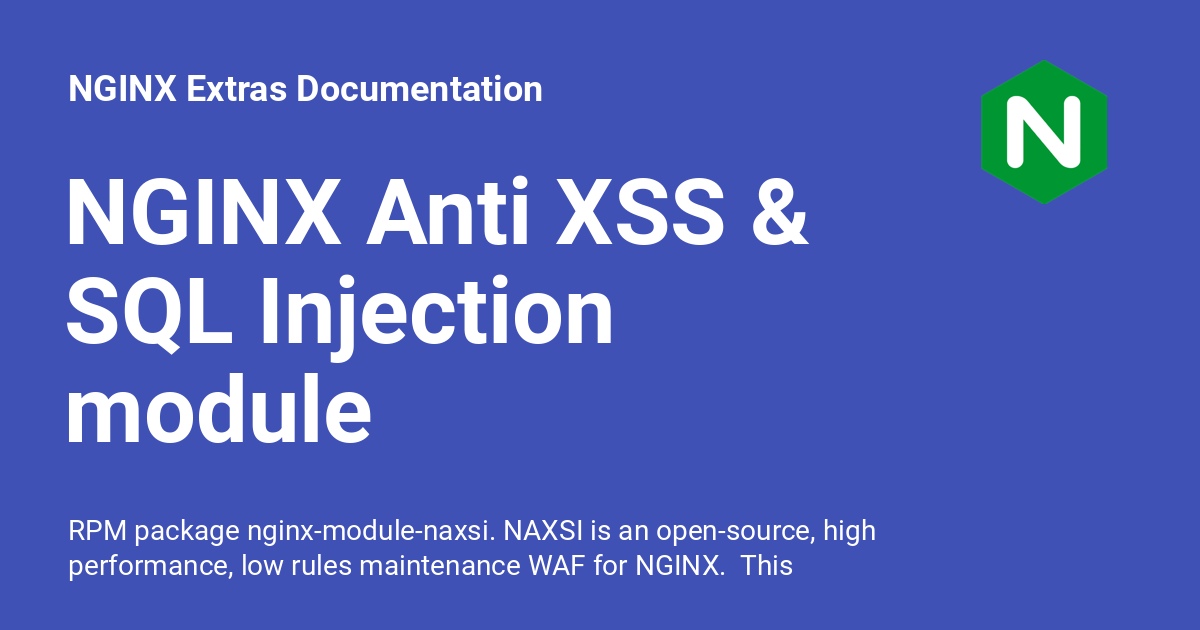 NGINX Extras Documentation
N
NGINX Anti XSS &
SQL Injection
module
RPM package nginx-module-naxsi. NAXSI is an open-source, high
performance, low rules maintenance WAF for NGINX.  This